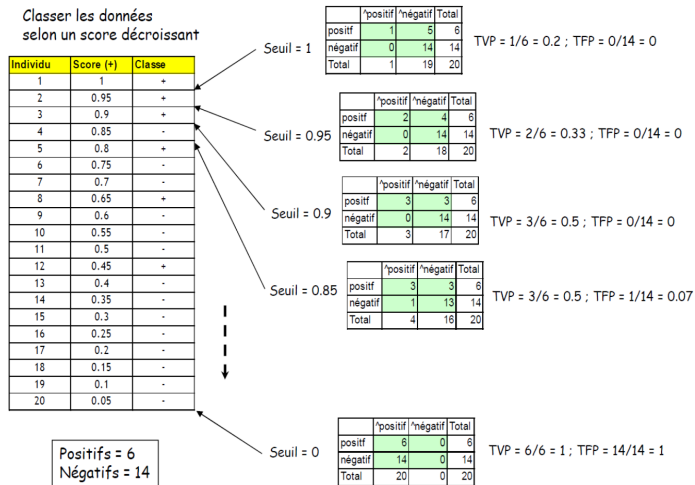 Classer les données
selon un score décroissant
Individu Score (+) Classe
1 1 +
2 0.95 +
3 0.9 +
4 0.85 -
5 0.8 +
6 0.75 -
7 0.7 -
8 0.65 +
9 0.6 -
10 0.55 -
11 0.5 -
12 0.45 +
13 0.4 -
14 0.35 -
15 0.3 -
16 0.25 -
17 0.2 -
18 0.15 -
19 0.1 -
20 0.05 -
Positifs = 6
Négatifs = 14
Seuil = 1
^positif ^négatif Total
positf 1 5 6
négatif 0 14 14
Total 1 19 20
TVP = 1/6 = 0.2 ; TFP = 0/14 = 0
Seuil = 0.95
^positif ^négatif Total
positf 2 4 6
négatif 0 14 14
Total 2 18 20
TVP = 2/6 = 0.33 ; TFP = 0/14 = 0
Seuil = 0.9
^positif ^négatif Total
positf 3 3 6
négatif 0 14 14
Total 3 17 20
TVP = 3/6 = 0.5 ; TFP = 0/14 = 0
Seuil = 0.85
^positif ^négatif Total
positf 3 3 6
négatif 1 13 14
Total 4 16 20
TVP = 3/6 = 0.5 ; TFP = 1/14 = 0.07
Seuil = 0
^positif ^négatif Total
positf 6 0 6
négatif 14 0 14
Total 20 0 20
TVP = 6/6 = 1 ; TFP = 14/14 = 1